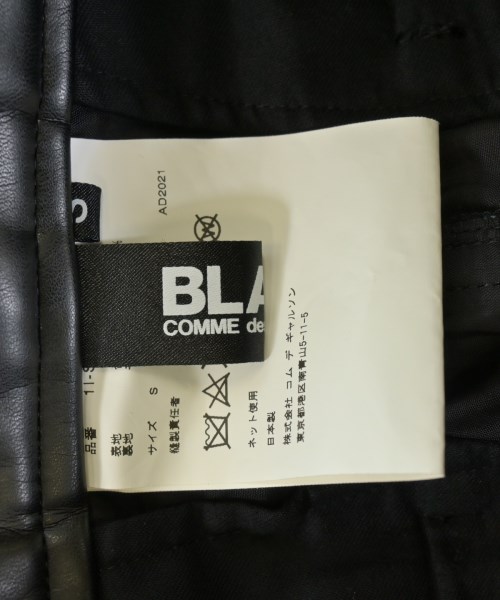 S
BLA
COMME de
AD2021
品番 1I-S
表地
裏地
サイズ S
縫製責任者
ネット使用
日本製
株式会社 コム デ ギャルソン
東京都港区南青山5-11-5